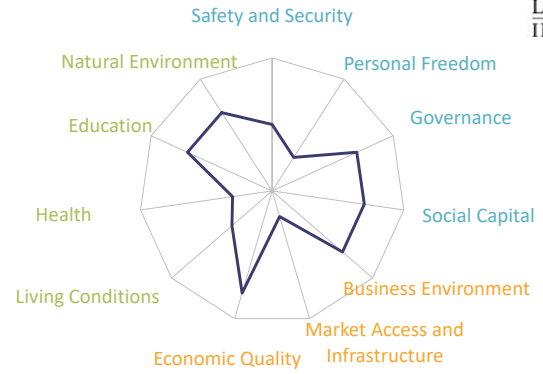 Safety and Security
Natural Environment
Personal Freedom
Education
Governance
Health
Social Capital
Living Conditions
Business Environment
Market Access and
Infrastructure
Economic Quality